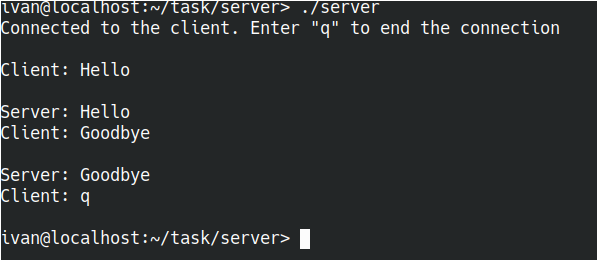 ivan@localhost:~/task/server> ./server
Connected to the client. Enter "q" to end the connection
Client: Hello
Server: Hello
Client: Goodbye
Server: Goodbye
Client: q
ivan@localhost:~/task/server>